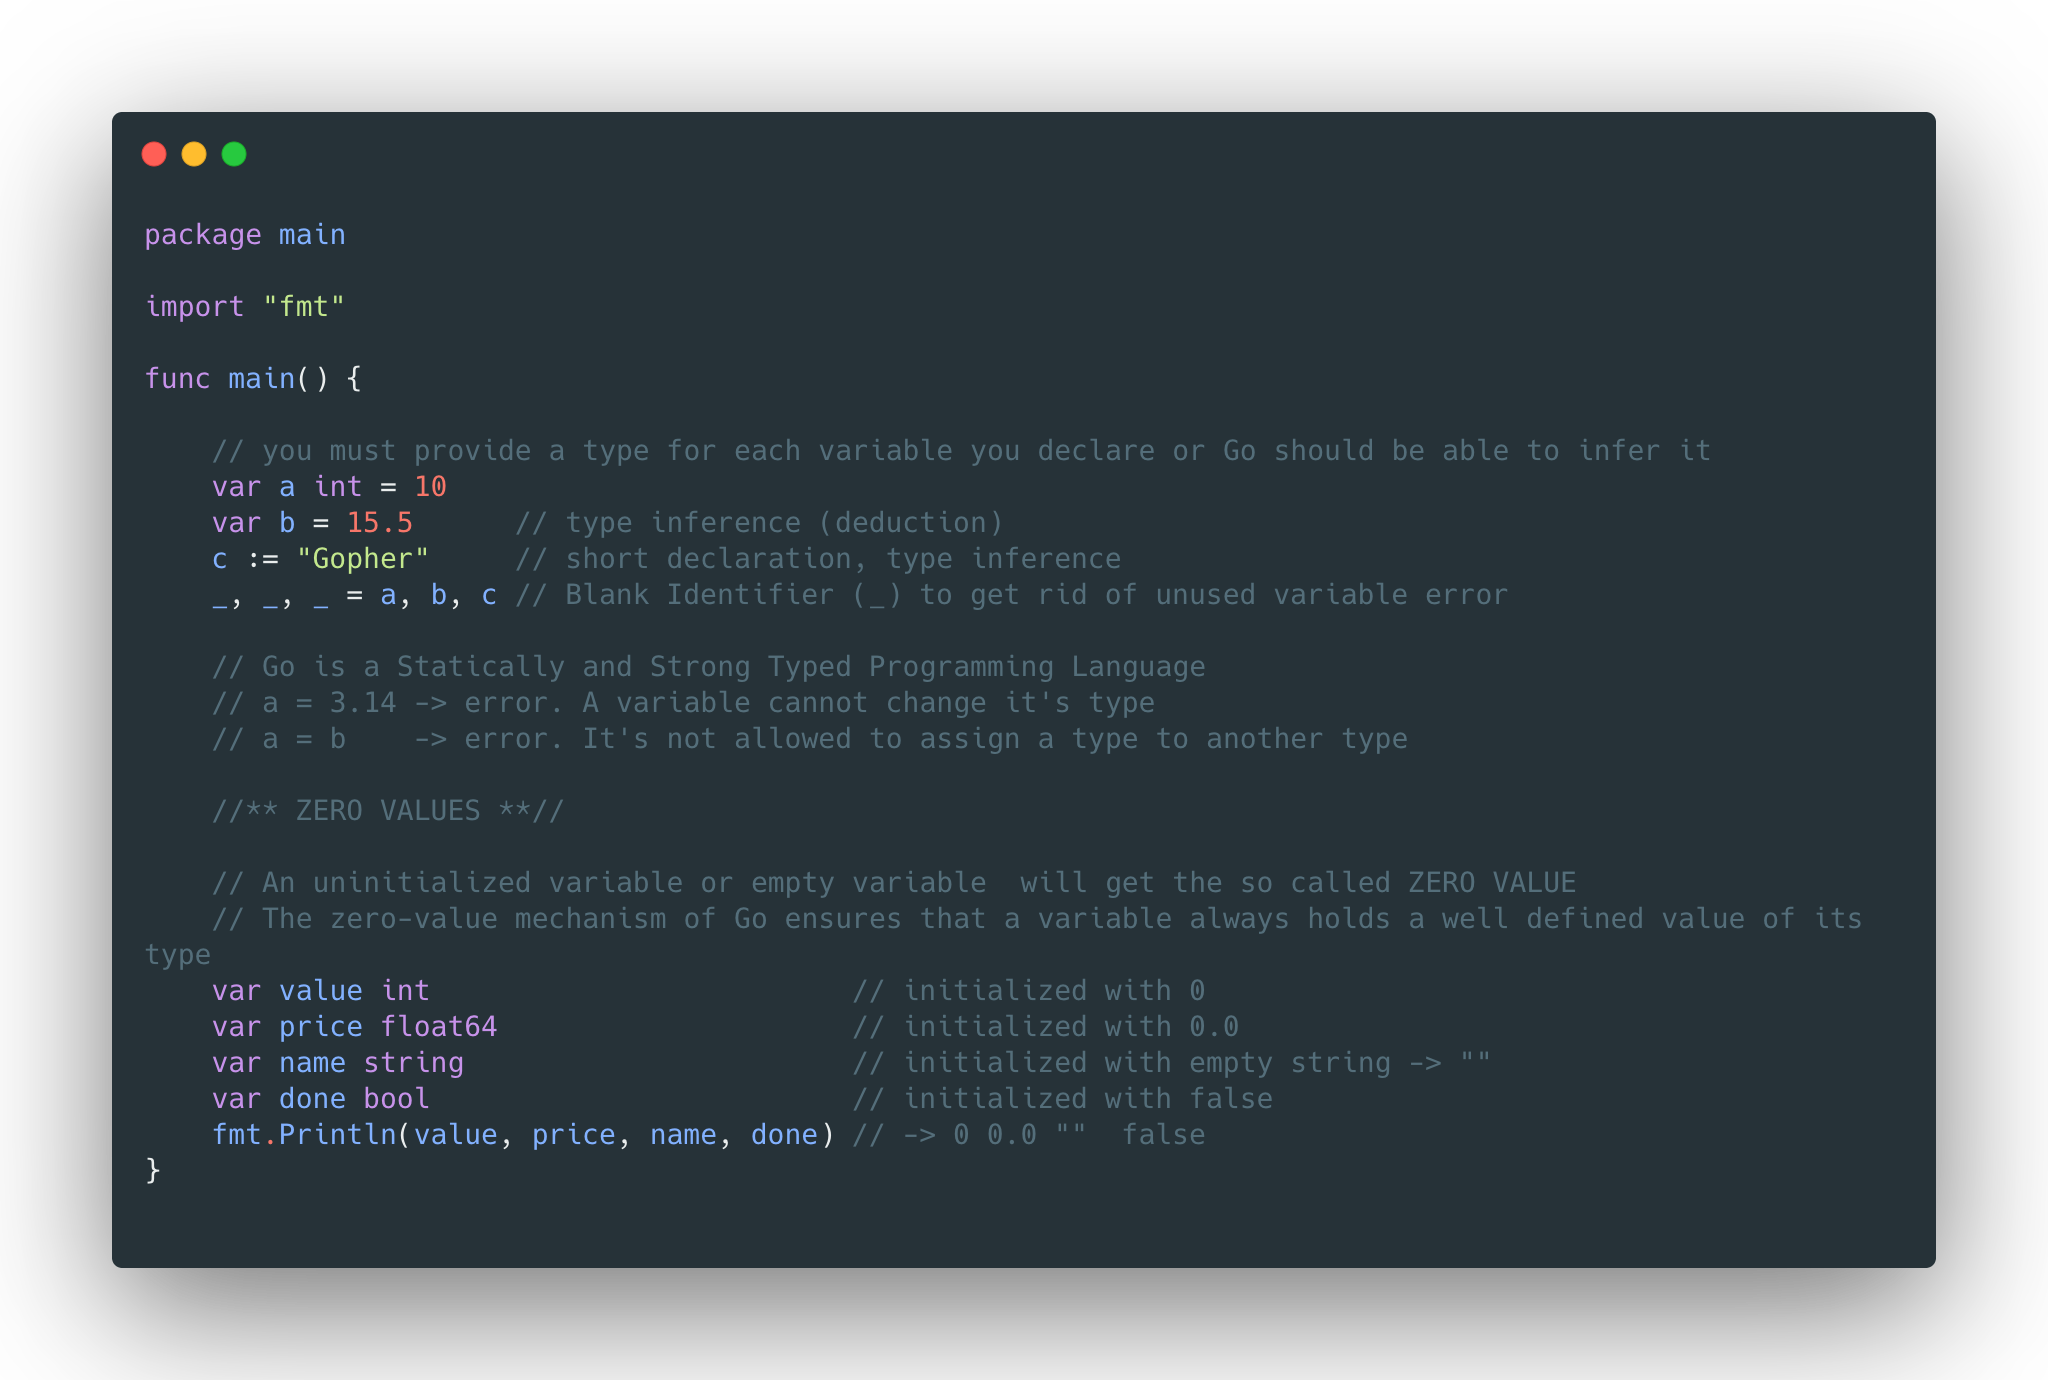 package main

import "fmt"

func main() {

    // you must provide a type for each variable you declare or Go should be able to infer it
    var a int = 10
    var b = 15.5      // type inference (deduction)
    c := "Gopher"     // short declaration, type inference
    _, _, _ = a, b, c // Blank Identifier (_) to get rid of unused variable error

    // Go is a Statically and Strong Typed Programming Language
    // a = 3.14 -> error. A variable cannot change it's type
    // a = b    -> error. It's not allowed to assign a type to another type

    //** ZERO VALUES **//

    // An uninitialized variable or empty variable  will get the so called ZERO VALUE
    // The zero-value mechanism of Go ensures that a variable always holds a well defined value of its
type
    var value int                         // initialized with 0
    var price float64                     // initialized with 0.0
    var name string                       // initialized with empty string -> ""
    var done bool                         // initialized with false
    fmt.Println(value, price, name, done) // -> 0 0.0 ""  false
}